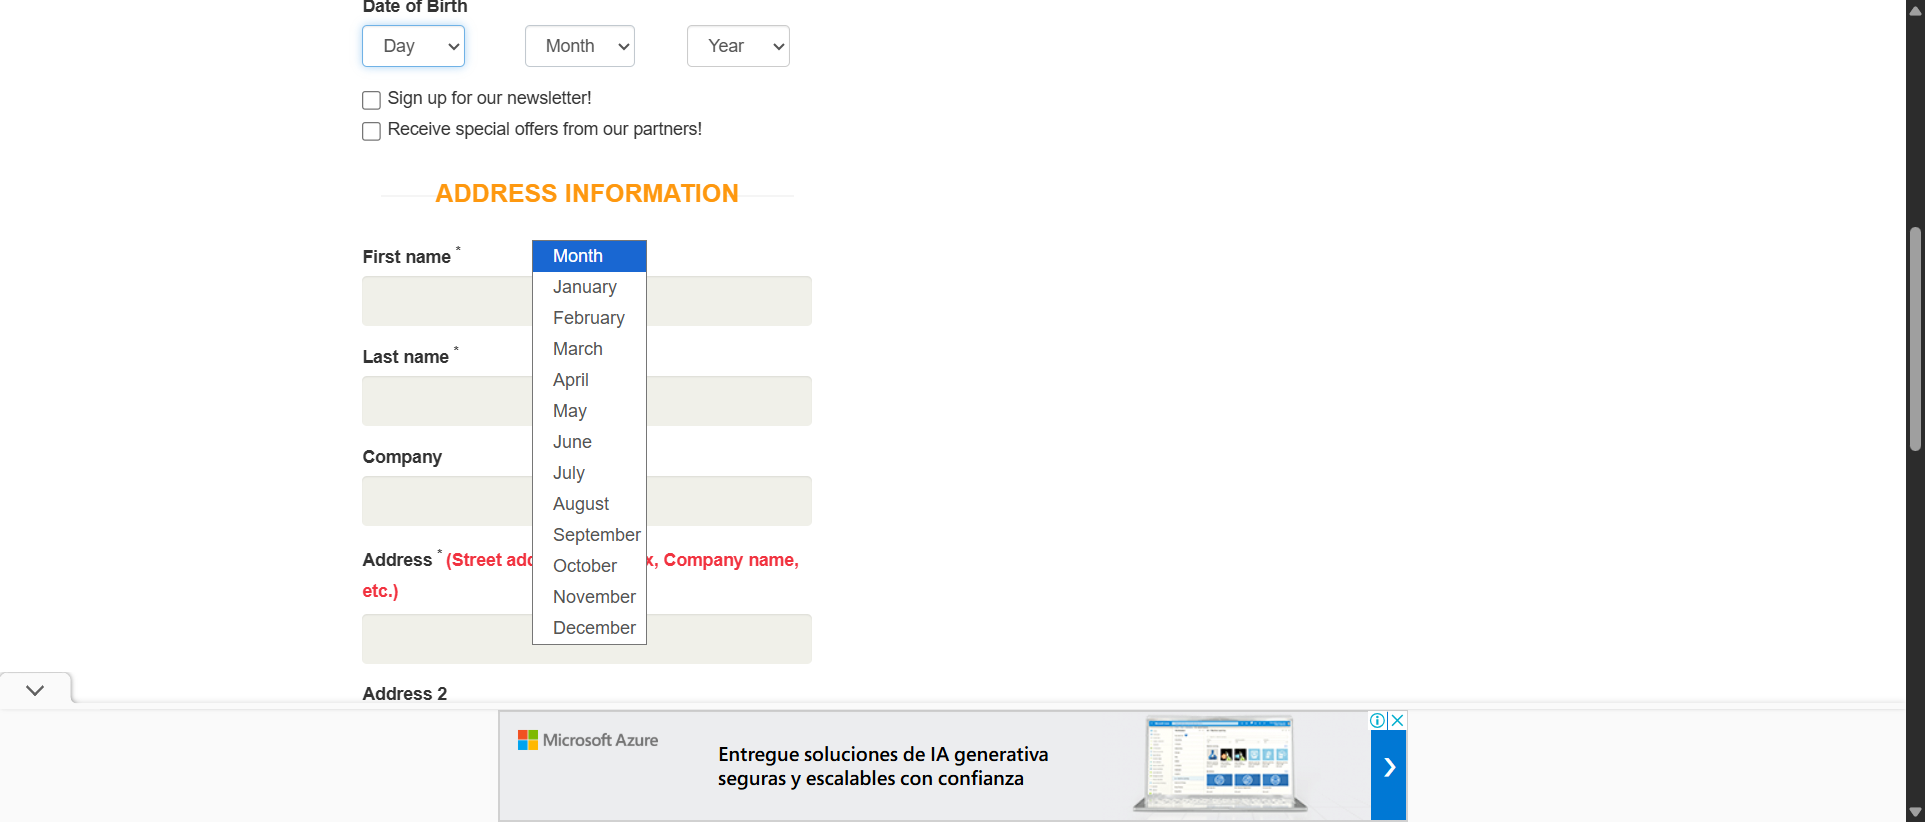 Date of Birth
Day
Month
Year
Sign up for our newsletter!
Receive special offers from our partners!
ADDRESS INFORMATION
First name *
Month
January
February
Last name *
March
April
May
June
Company
July
August
September
Address * (Street add x, Company name,
October
etc.)
November
December
Address 2
Microsoft Azure
Entregue soluciones de IA generativa
seguras y escalables con confianza